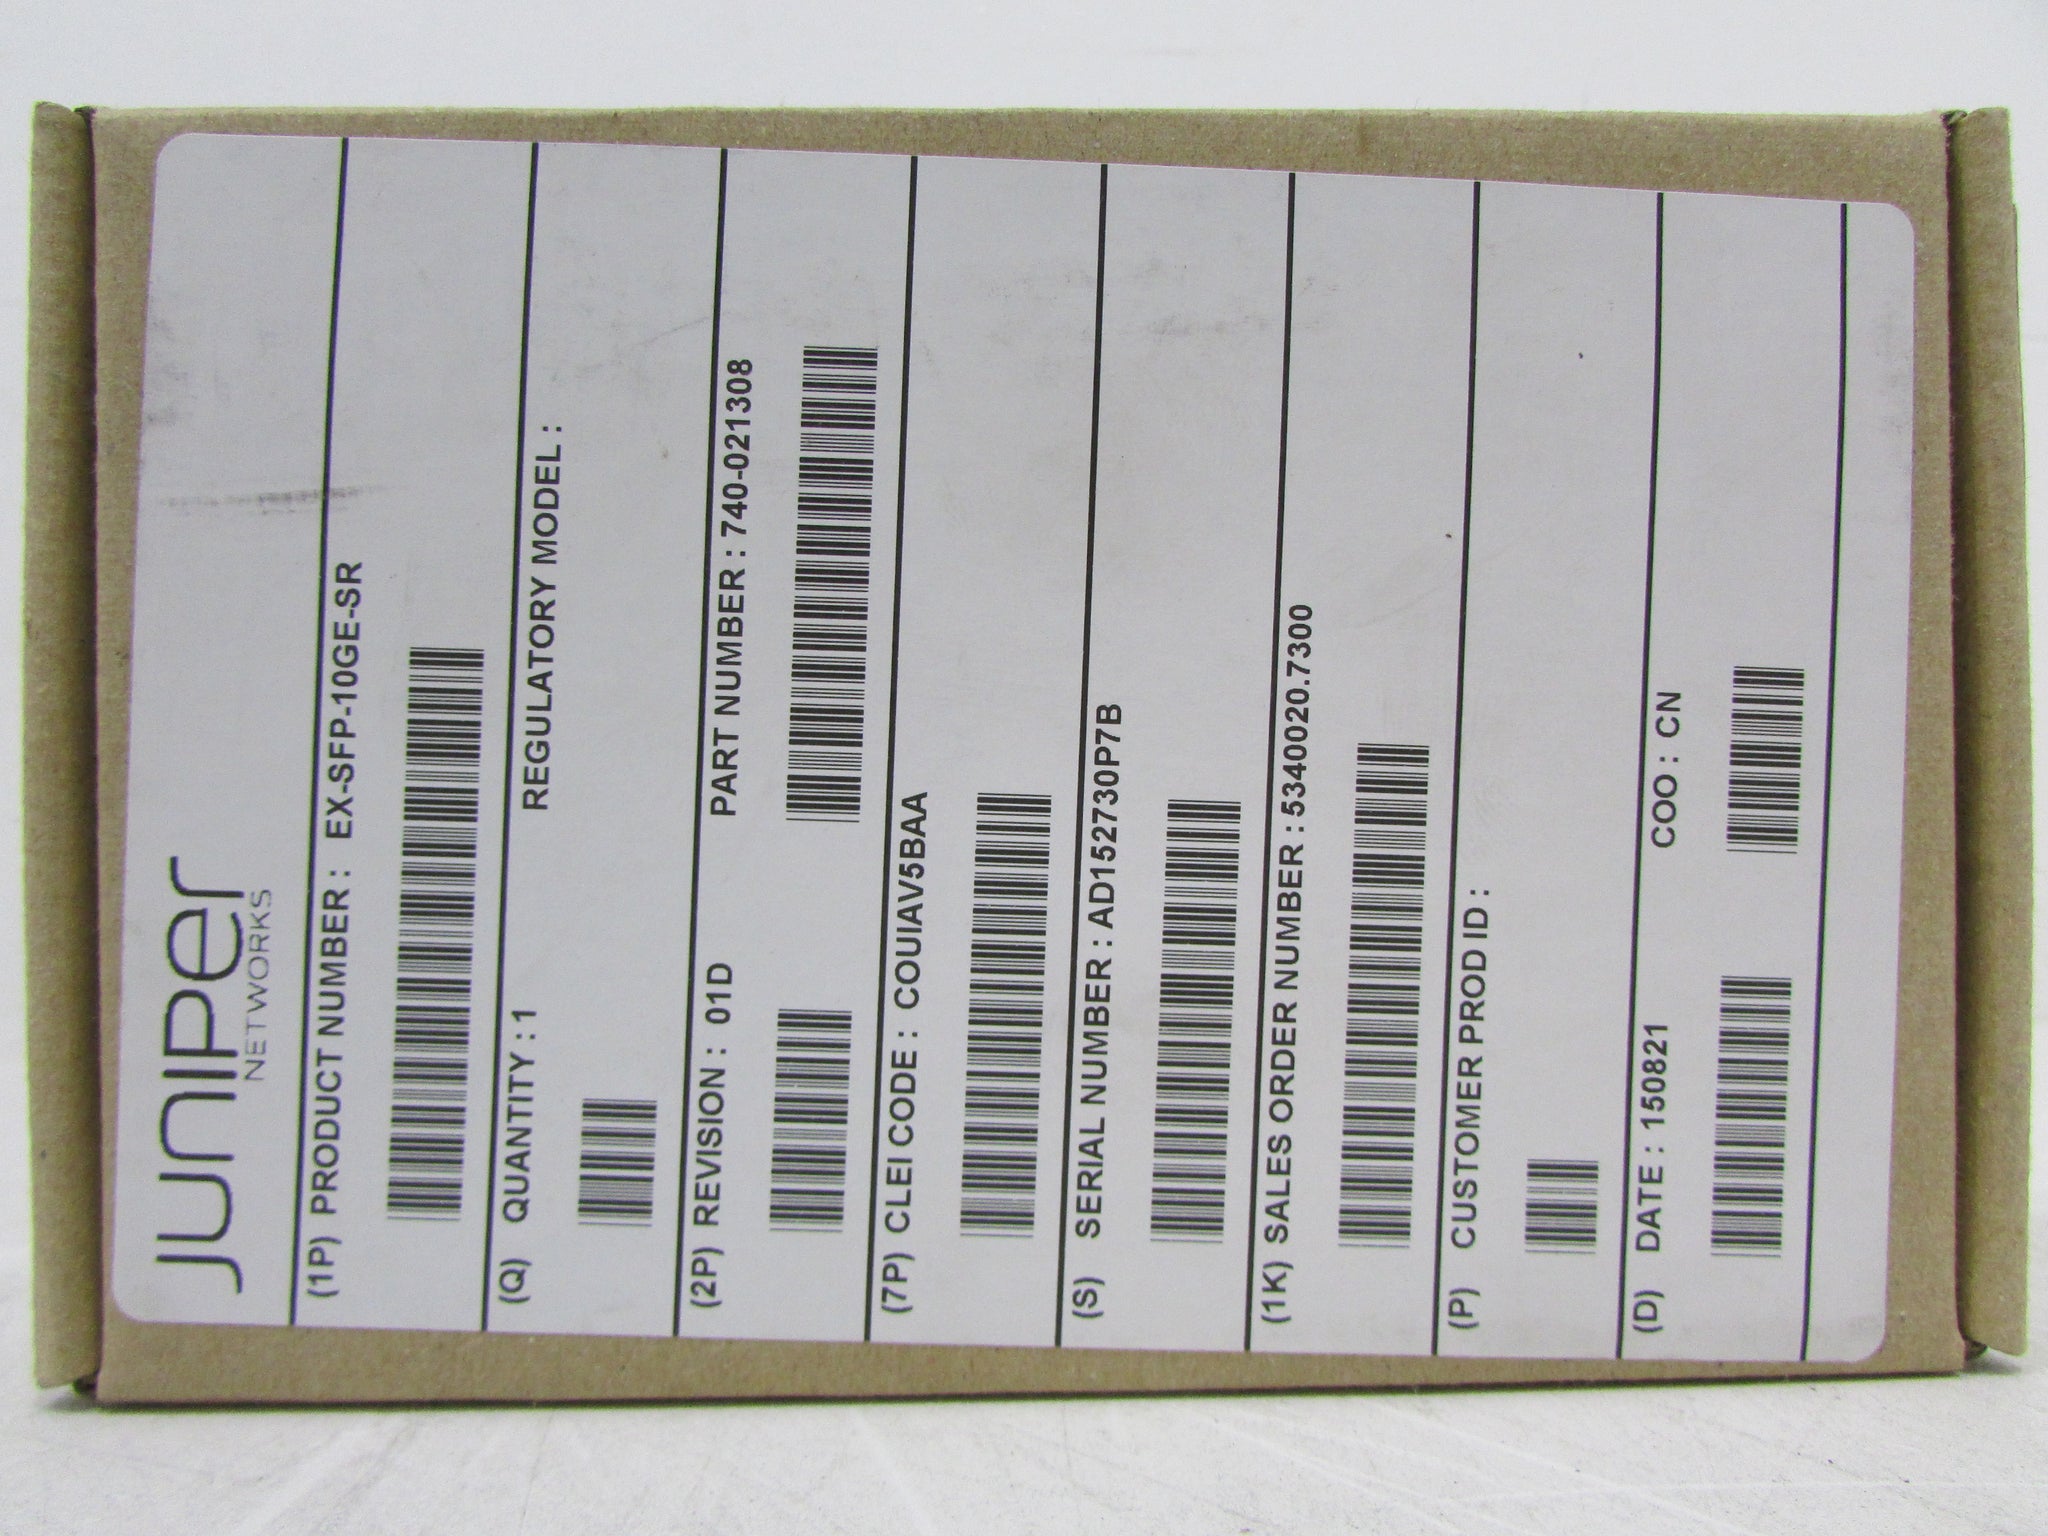 JUNIPer
NETWORKS
(1P) PRODUCT NUMBER : EX-SFP-10GE-SR
(Q) QUANTITY : 1 REGULATORY MODEL :
(2P) REVISION : 01D PART NUMBER : 740-021308
(7P) CLEI CODE : COUIAV5BAA
(S) SERIAL NUMBER : AD152730P7B
(1K) SALES ORDER NUMBER : 5340020.7300
(P) CUSTOMER PROD ID :
(D) DATE : 150821 COO : CN